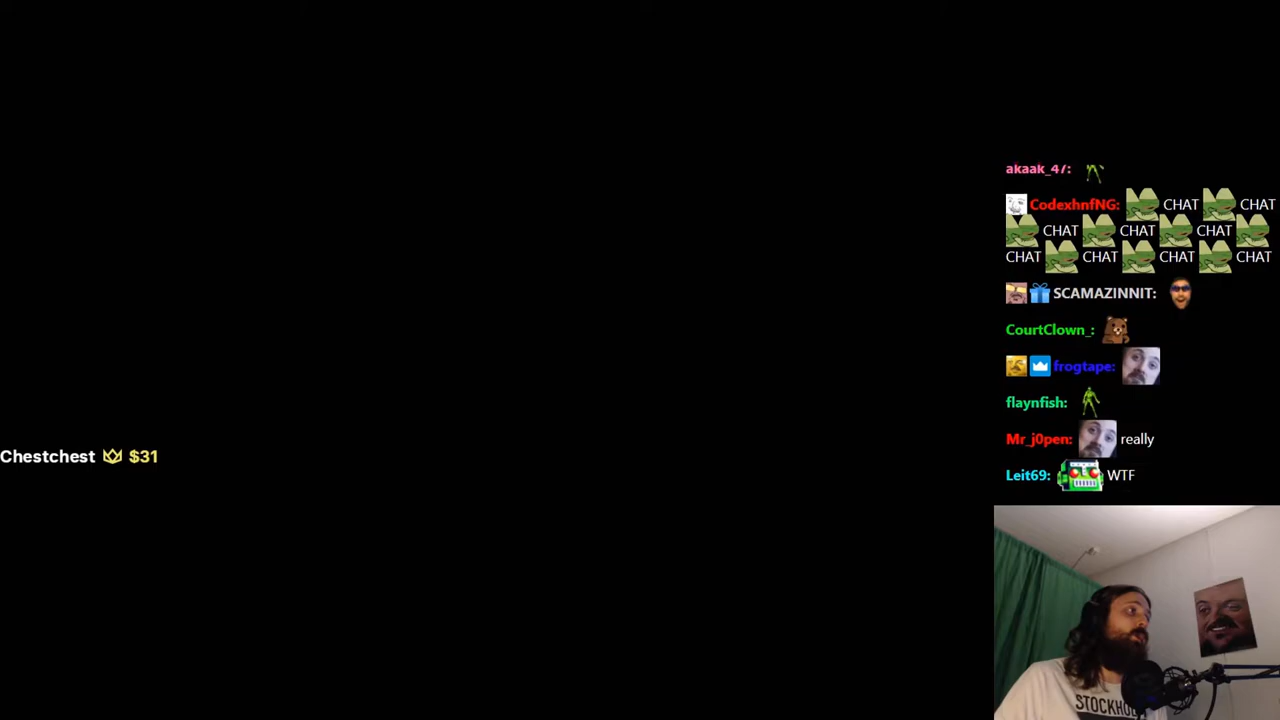 akaak_47:
CodexhnfNG: CHAT CHAT
CHAT CHAT CHAT
CHAT CHAT CHAT CHAT
SCAMAZINNIT:
CourtClown_:
frogtape:
flaynfish:
Mr_j0pen: really
Leit69: WTF
Chestchest $31